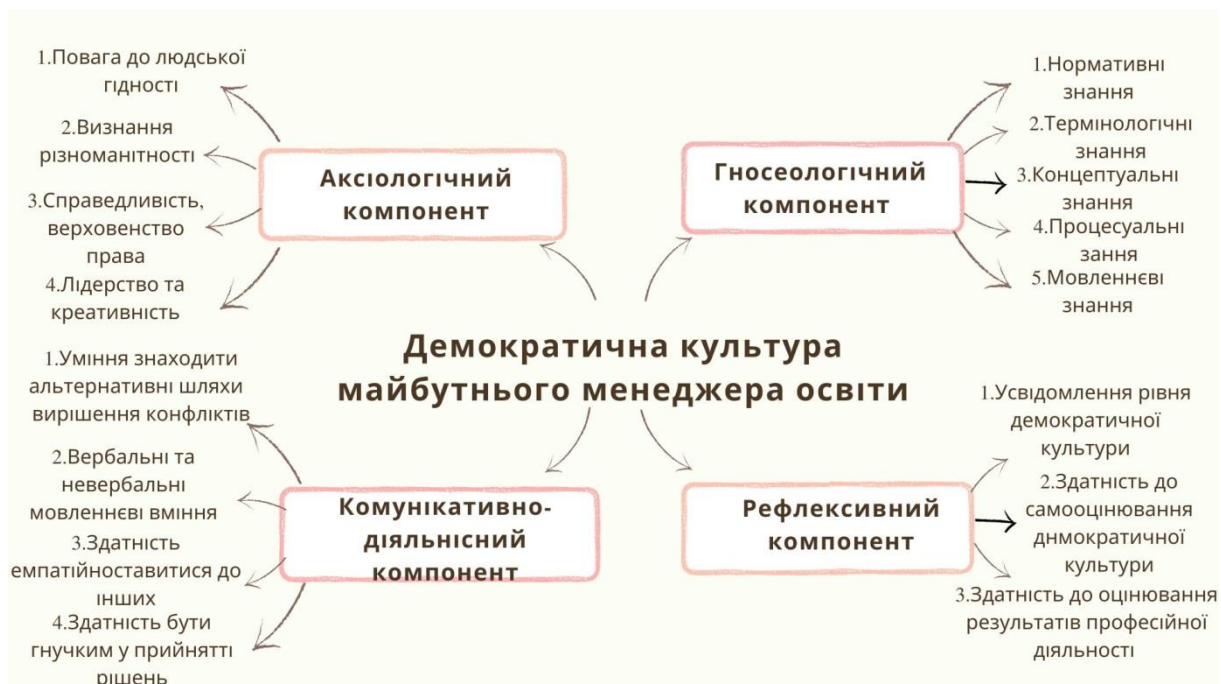 1.Повага до людської
гідності
2.Визнання
різноманітності
3.Справедливість,
верховенство
права
4.Лідерство та
креативність
Аксіологічний
компонент
Гносеологічний
компонент
1.Нормативні
знання
2.Термінологічні
знання
3.Концептуальні
знання
4.Процесуальні
зання
5.Мовленнєві
знання
Демократична культура
майбутнього менеджера освіти
1.Уміння знаходити
альтернативні шляхи
вирішення конфліктів
2.Вербальні та
невербальні
мовленнєві вміння
3.Здатність
емпатійноставитися до
інших
4.Здатність бути
гнучким у прийнятті
рішень
Комунікативно-
діяльнісний
компонент
Рефлексивний
компонент
1.Усвідомлення рівня
демократичної
культури
2.Здатність до
самооцінювання
днмократичної
культури
3.Здатність до оцінювання
результатів професійної
діяльності